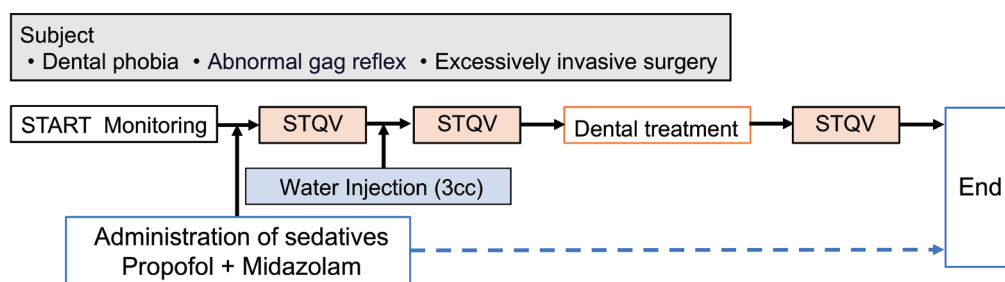 Subject
• Dental phobia • Abnormal gag reflex • Excessively invasive surgery
START Monitoring
STQV
STQV
Dental treatment
STQV
End
Water Injection (3cc)
Administration of sedatives
Propofol + Midazolam